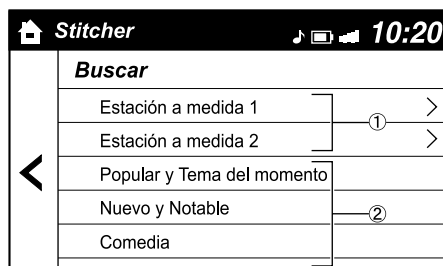 Stitcher 10:20
Buscar
Estación a medida 1
①
Estación a medida 2
Popular y Tema del momento
Nuevo y Notable
②
Comedia